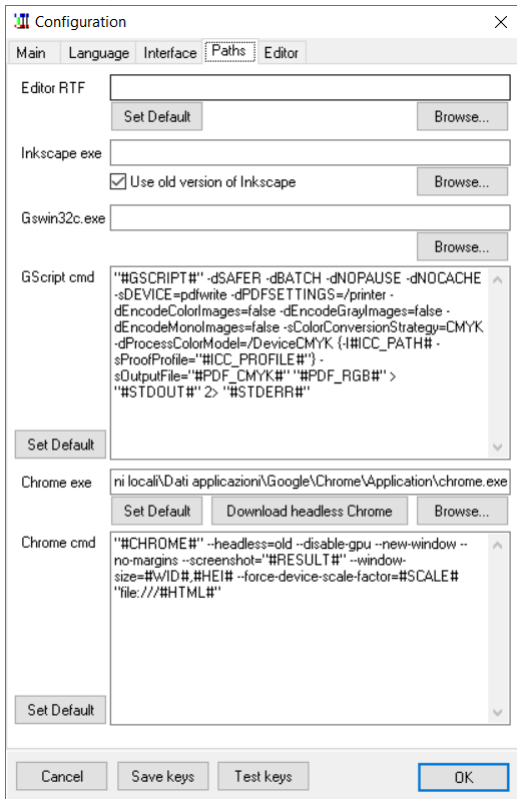 Configuration
Main Language Interface Paths Editor
Editor RTF
Set Default Browse...
Inkscape exe
Use old version of Inkscape Browse...
Gswin32c.exe
Browse...
GScript cmd "#GSCRIPT#" -dSAFER -dBATCH -dNOPAUSE -dNOCACHE
-sDEVICE=pdfwrite -dPDFSETTINGS=/printer -
dEncodeColorImages=false -dEncodeGrayImages=false -
dEncodeMonoImages=false -sColorConversionStrategy=CMYK
-dProcessColorModel=/DeviceCMYK {-I#ICC_PATH# -
sProofProfile="#ICC_PROFILE#"} -
sOutputFile="#PDF_CMYK#" "#PDF_RGB#" >
"#STDOUT#" 2> "#STDERR#"
Set Default
Chrome exe ni locali\Dati applicazioni\Google\Chrome\Application\chrome.exe
Set Default Download headless Chrome Browse...
Chrome cmd "#CHROME#" --headless=old --disable-gpu --new-window --
no-margins --screenshot="#RESULT#" --window-
size=#WID#,#HEI# --force-device-scale-factor=#SCALE#
"file:///#HTML#"
Set Default
Cancel Save keys Test keys OK